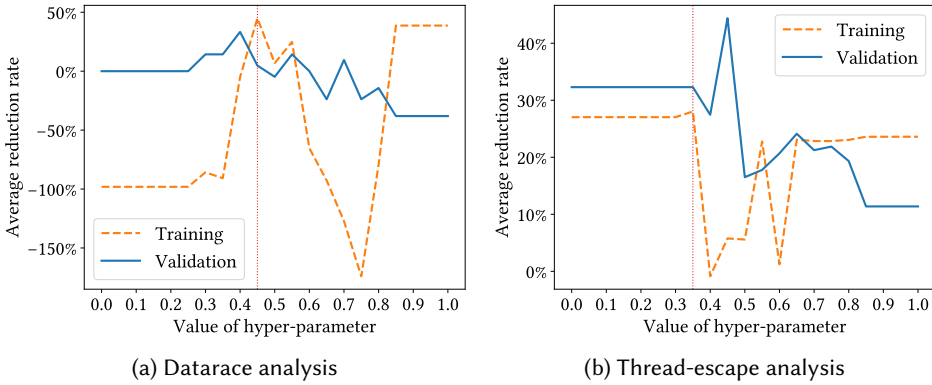 50%
0%
−50%
−100%
−150%
Average reduction rate
Training
Validation
0.0 0.1 0.2 0.3 0.4 0.5 0.6 0.7 0.8 0.9 1.0
Value of hyper-parameter
(a) Datarace analysis
40%
30%
20%
10%
0%
Average reduction rate
Training
Validation
0.0 0.1 0.2 0.3 0.4 0.5 0.6 0.7 0.8 0.9 1.0
Value of hyper-parameter
(b) Thread-escape analysis